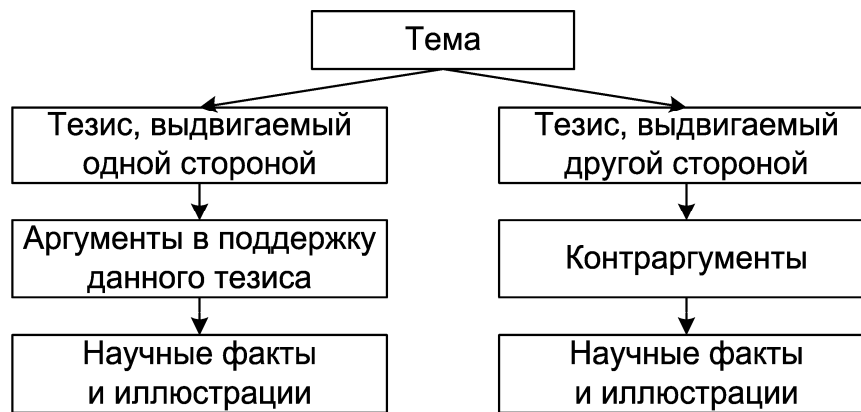 Тема
Тезис, выдвигаемый
одной стороной
Тезис, выдвигаемый
другой стороной
Аргументы в поддержку
данного тезиса
Контраргументы
Научные факты
и иллюстрации
Научные факты
и иллюстрации